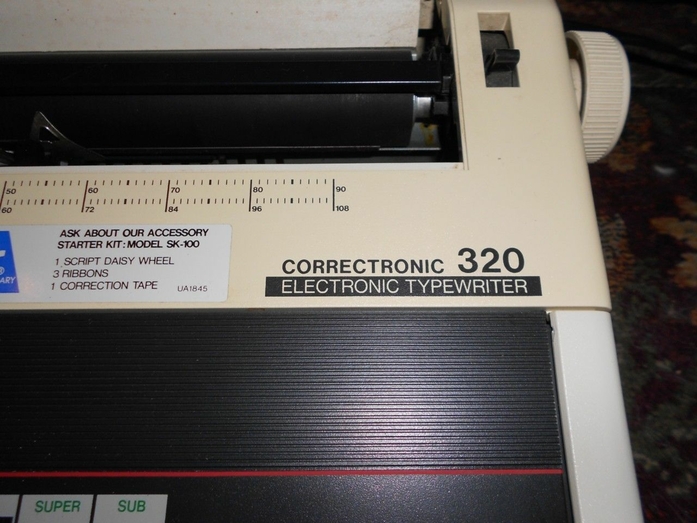 50 60 70 80 90
60 72 84 96 108
ASK ABOUT OUR ACCESSORY
STARTER KIT: MODEL SK-100
1 SCRIPT DAISY WHEEL
3 RIBBONS
1 CORRECTION TAPE UA1845
CORRECTRONIC 320
ELECTRONIC TYPEWRITER
SUPER SUB